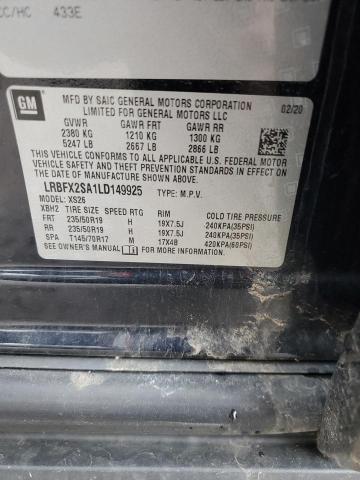 CC/HC 433E
GM
MFD BY SAIC GENERAL MOTORS CORPORATION
LIMITED FOR GENERAL MOTORS LLC
02/20
GVWR GAWR FRT GAWR RR
2380 KG 1210 KG 1300 KG
5247 LB 2667 LB 2866 LB
THIS VEHICLE CONFORMS TO ALL APPLICABLE U.S.
FEDERAL MOTOR VEHICLE SAFETY, BUMPER, AND THEFT
PREVENTION STANDARDS IN EFFECT ON THE
DATE OF MANUFACTURE SHOWN ABOVE.
LRBFX2SA1LD149925 TYPE: M.P.V.
MODEL: XS26
XBH2 TIRE SIZE SPEED RTG RIM COLD TIRE PRESSURE
FRT 235/50R19 H 19X7.5J 240KPA(35PSI)
RR 235/50R19 H 19X7.5J 240KPA(35PSI)
SPA T145/70R17 M 17X4B 420KPA(60PSI)
SEE OWNER'S MANUAL FOR MORE INFORMATION.